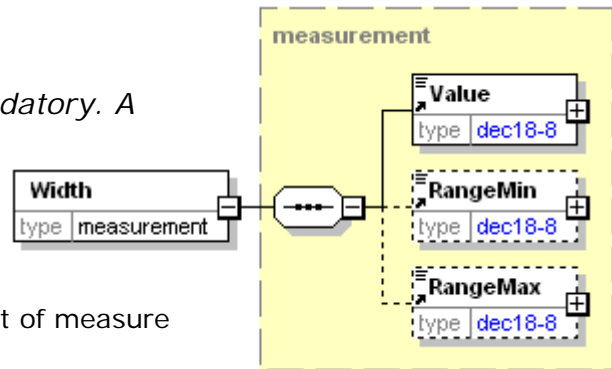 measurement
datory. A
Value
type dec18-8
Width
type measurement
RangeMin
type dec18-8
RangeMax
type dec18-8
t of measure